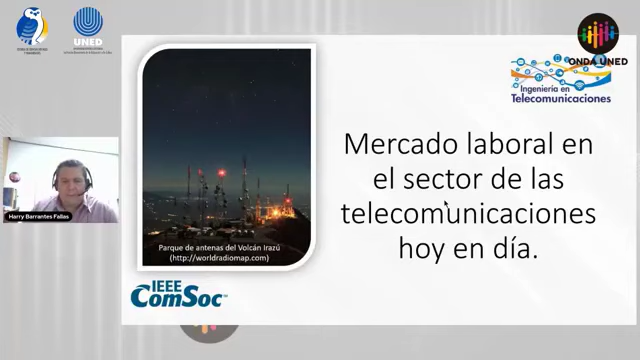 UNED
ONDA UNED
Ingeniería en
Telecomunicaciones
Mercado laboral en
el sector de las
telecomunicaciones
hoy en día.
Harry Barrantes Fallas
Parque de antenas del Volcán Irazú
(http://worldradiomap.com)
IEEE
ComSoc™